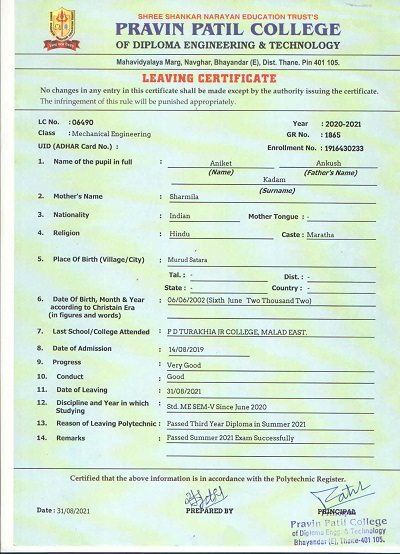 SHREE SHANKAR NARAYAN EDUCATION TRUST'S
PRAVIN PATIL COLLEGE
OF DIPLOMA ENGINEERING & TECHNOLOGY
Mahavidyalaya Marg, Navghar, Bhayandar (E), Dist. Thane. Pin 401 105.
LEAVING CERTIFICATE
No changes in any entry in this certificate shall be made except by the authority issuing the certificate.
The infringement of this rule will be punished appropriately.
LC No. : 06490 Year : 2020-2021
Class : Mechanical Engineering GR No. : 1865
UID (ADHAR Card No.) : Enrollment No. : 1916430233
1. Name of the pupil in full : Aniket Ankush
(Name) (Father's Name)
Kadam
(Surname)
2. Mother's Name : Sharmila
3. Nationality : Indian Mother Tongue : -
4. Religion : Hindu Caste : Maratha
5. Place Of Birth (Village/City) : Murud Satara
Tal. : - Dist. : -
State : - Country : -
6. Date Of Birth, Month & Year : 06/06/2002 (Sixth June Two Thousand Two)
according to Christain Era
(in figures and words)
7. Last School/College Attended : P D TURAKHIA JR COLLEGE, MALAD EAST.
8. Date of Admission : 14/08/2019
9. Progress : Very Good
10. Conduct : Good
11. Date of Leaving : 31/08/2021
12. Discipline and Year in which : Std. ME SEM-V Since June 2020
Studying
13. Reason of Leaving Polytechnic : Passed Third Year Diploma in Summer 2021
14. Remarks : Passed Summer 2021 Exam Successfully
Certified that the above information is in accordance with the Polytechnic Register.
Date : 31/08/2021 PREPARED BY PRINCIPAL
Pravin Patil College
of Diploma Engg. & Technology
Bhayandar (E), Thane-401 105.